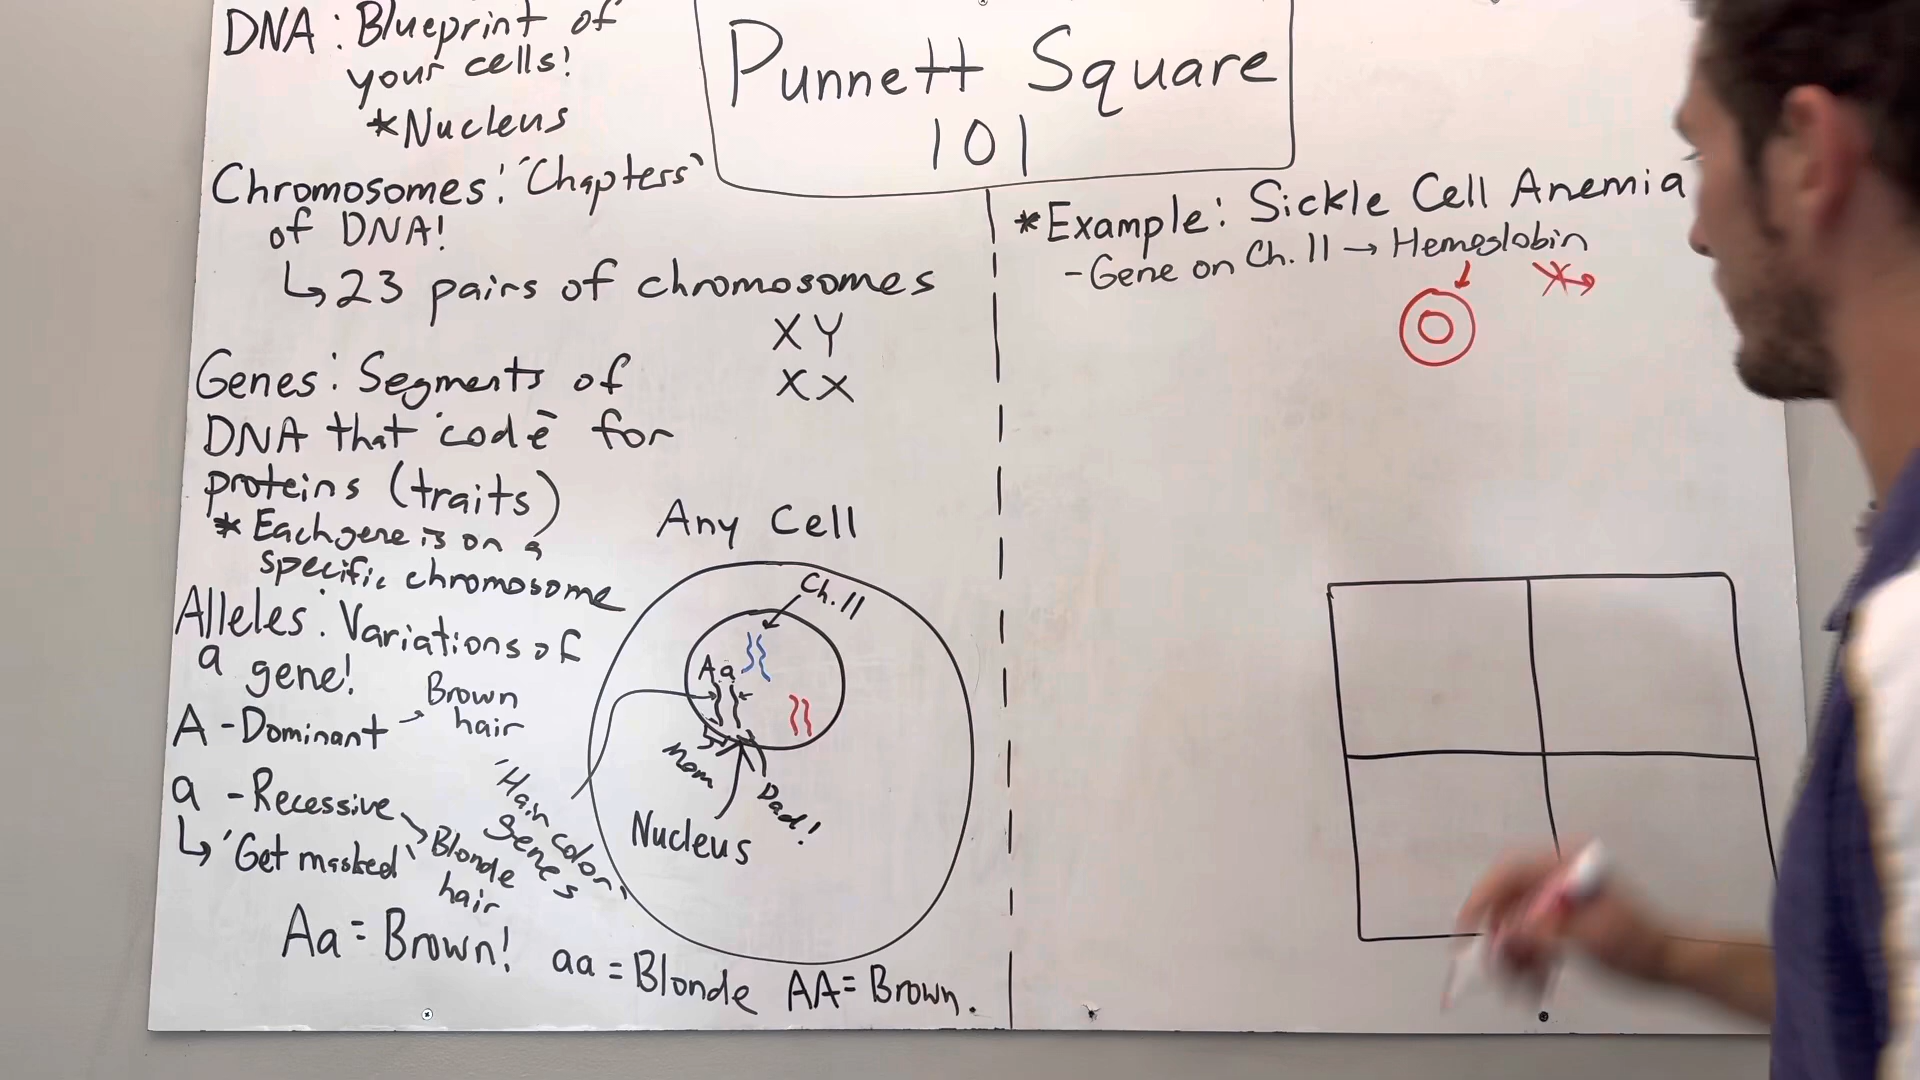 DNA: Blueprint of
your cells!
*Nucleus
Chromosomes: "Chapters"
of DNA!
↳ 23 pairs of chromosomes
XY
XX
Genes: Segments of
DNA that "code" for
proteins (traits)
* Each gene is on a
specific chromosome
Alleles: Variations of
a gene!
A - Dominant → Brown
hair
a - Recessive → Blonde
hair
↳ "Get masked"
Aa = Brown!
aa = Blonde
AA = Brown.
Any Cell
Ch. 11
Aa
Mom
Dad!
Nucleus
"Hair color"
genes
Punnett Square
101
*Example: Sickle Cell Anemia
- Gene on Ch. 11 → Hemoglobin